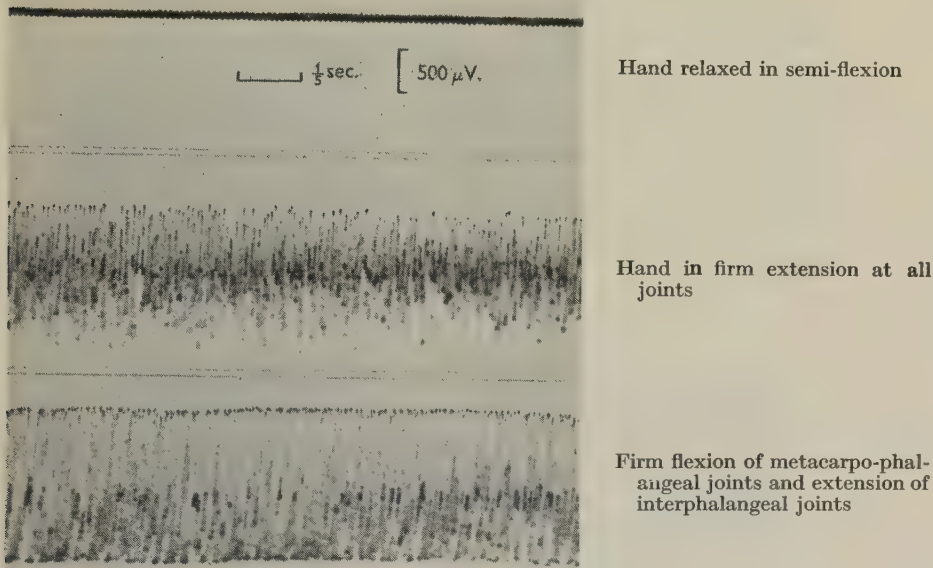 ⅕ sec. 500 μV.
Hand relaxed in semi-flexion
Hand in firm extension at all
joints
Firm flexion of metacarpo-phal-
angeal joints and extension of
interphalangeal joints